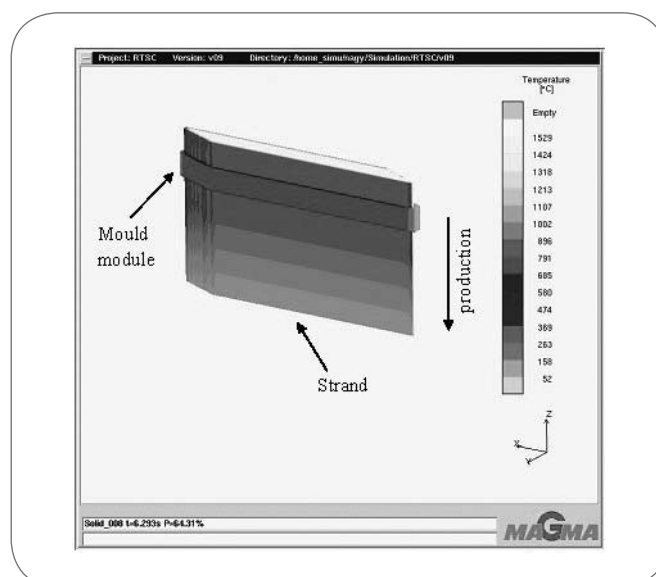 Project: RTSC Version: v09 Directory: /home_simu/nagy/Simulation/RTSC/v09
Temperature
[°C]
Empty
1529
1424
1318
1213
1107
1002
896
791
685
580
474
369
263
158
52
Mould
module
production
Strand
Z
X
Y
Solid_008 t=6.293s P=64.31%
MAGMA